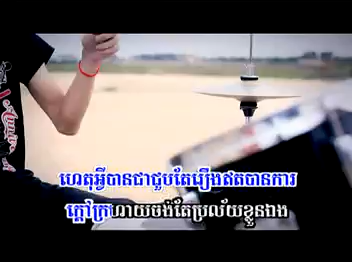 ហេតុអ្វីបានជាជួបតែរឿងឥតបានការ
ក្ដៅក្រហាយចង់តែប្រល័យខ្លួនឯង